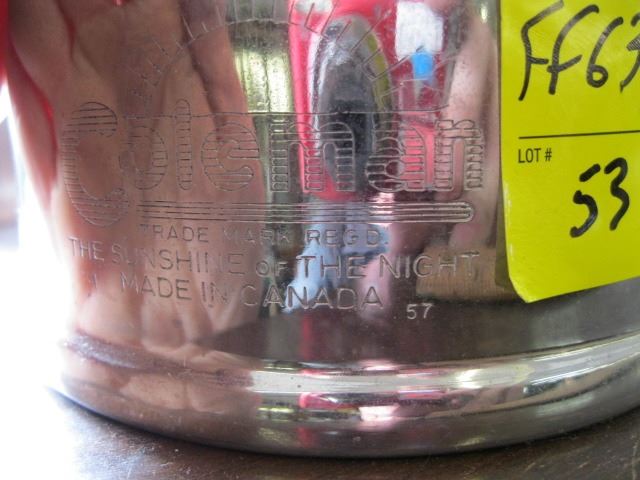 Coleman
TRADE MARK REG'D.
THE SUNSHINE OF THE NIGHT
MADE IN CANADA 57
LOT #
53